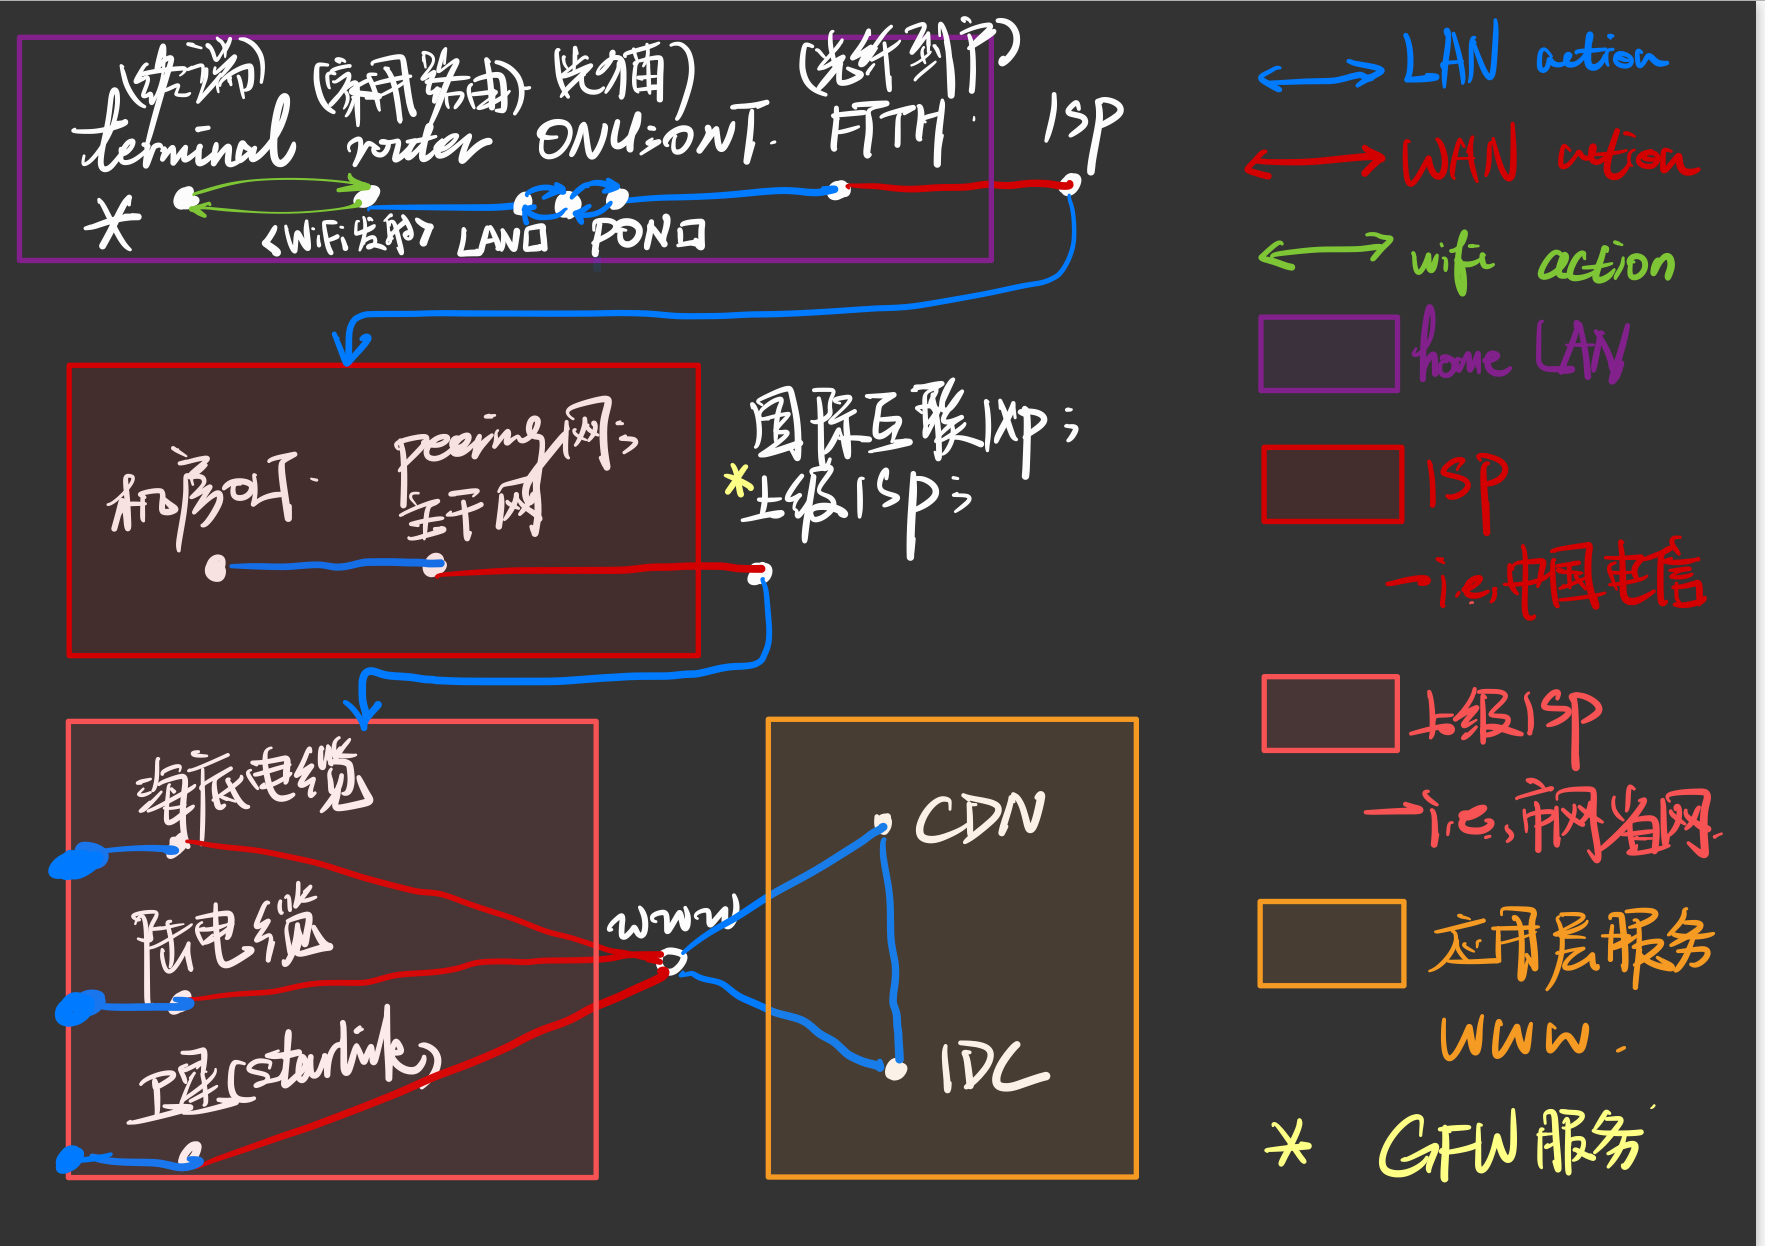 (终端) (家用路由) 光猫) (光纤到户)
terminal router ONU;ONT. FTTH. ISP
* <WiFi发射> LAN口 PON口
机房OLT. peering网;
主干网
国际互联IXP;
*上级ISP;
海底电缆
陆电缆
卫星(starlink)
www
CDN
IDC
LAN action
WAN action
wifi action
home LAN
ISP
→i.e,中国电信
上级ISP
→i.e,市网省网.
应用层服务
www.
* GFW服务